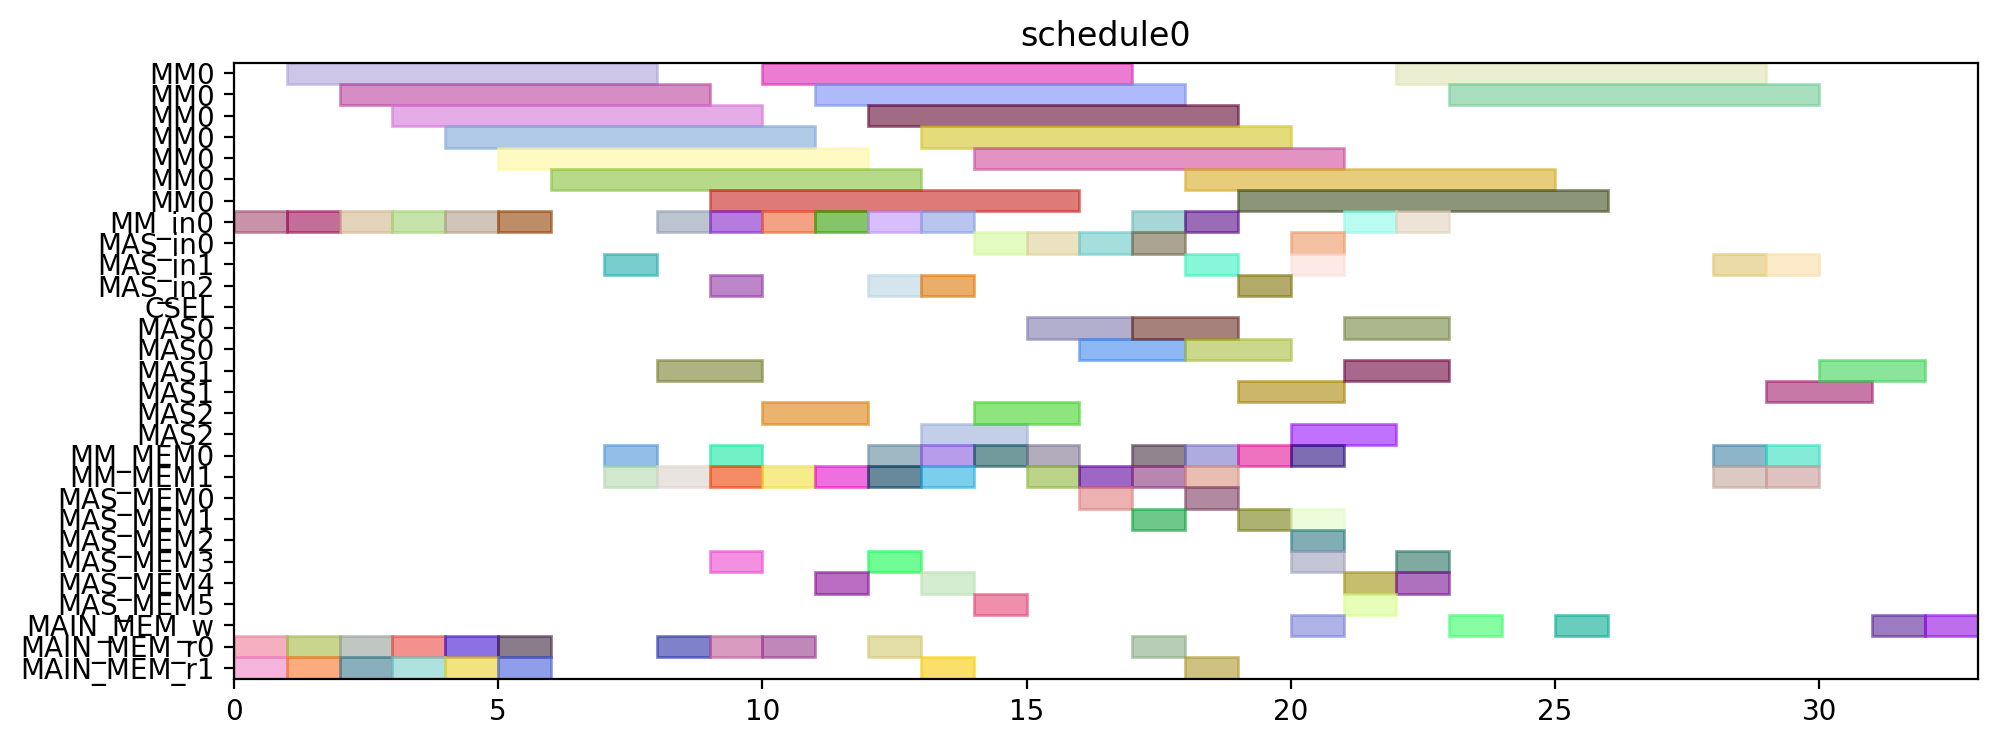 schedule0
MM0
MM0
MM0
MM0
MM0
MM0
MM0
MM_in0
MAS_in0
MAS_in1
MAS_in2
CSEL
MAS0
MAS0
MAS1
MAS1
MAS2
MAS2
MM_MEM0
MM_MEM1
MAS_MEM0
MAS_MEM1
MAS_MEM2
MAS_MEM3
MAS_MEM4
MAS_MEM5
MAIN_MEM_w
MAIN_MEM_r0
MAIN_MEM_r1
0 5 10 15 20 25 30